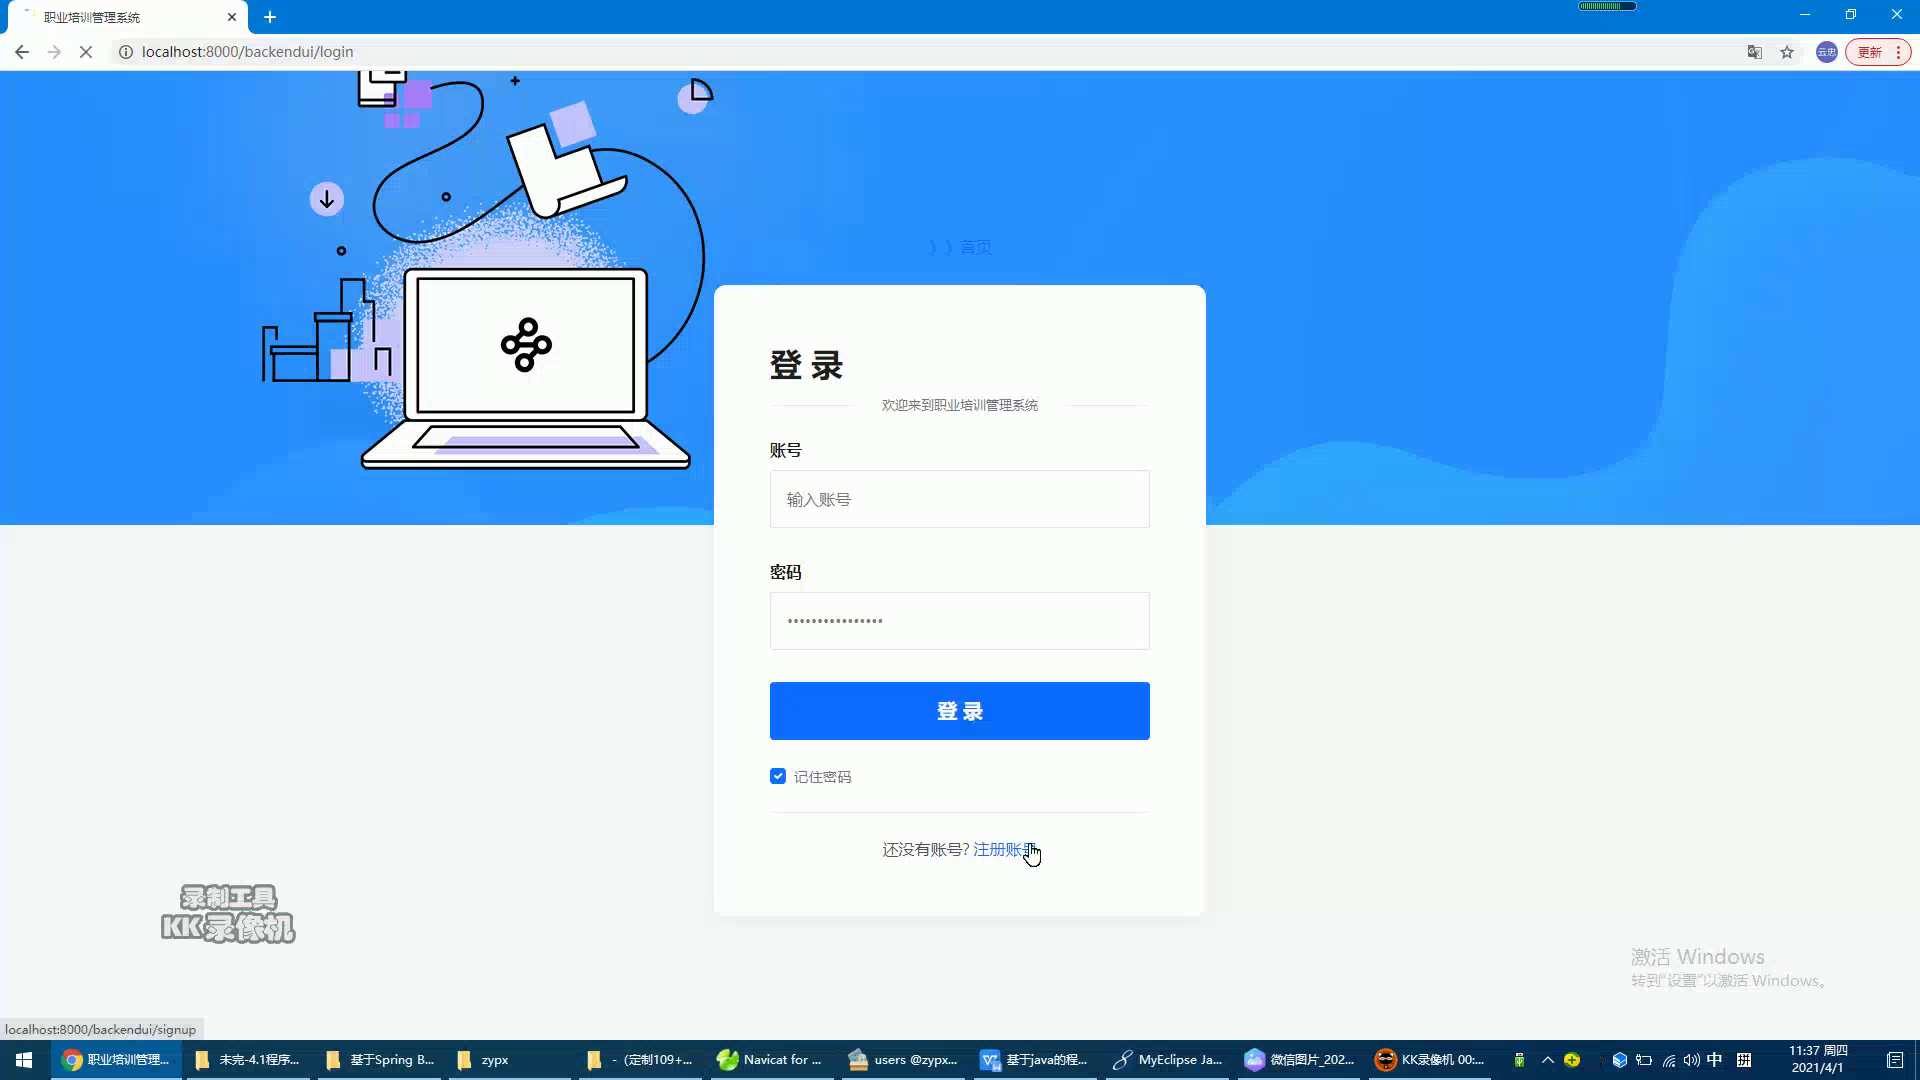 职业培训管理系统
localhost:8000/backendui/login
云忠
更新
》》首页
登 录
欢迎来到职业培训管理系统
账号
输入账号
密码
••••••••••••••••
登 录
记住密码
还没有账号? 注册账号
录制工具
KK录像机
激活 Windows
转到"设置"以激活 Windows。
localhost:8000/backendui/signup
职业培训管理...
未完-4.1程序...
基于Spring B...
zypx
- （定制109+...
Navicat for ...
users @zypx...
基于java的程...
MyEclipse Ja...
微信图片_202...
KK录像机 00:...
中
拼
11:37 周四
2021/4/1